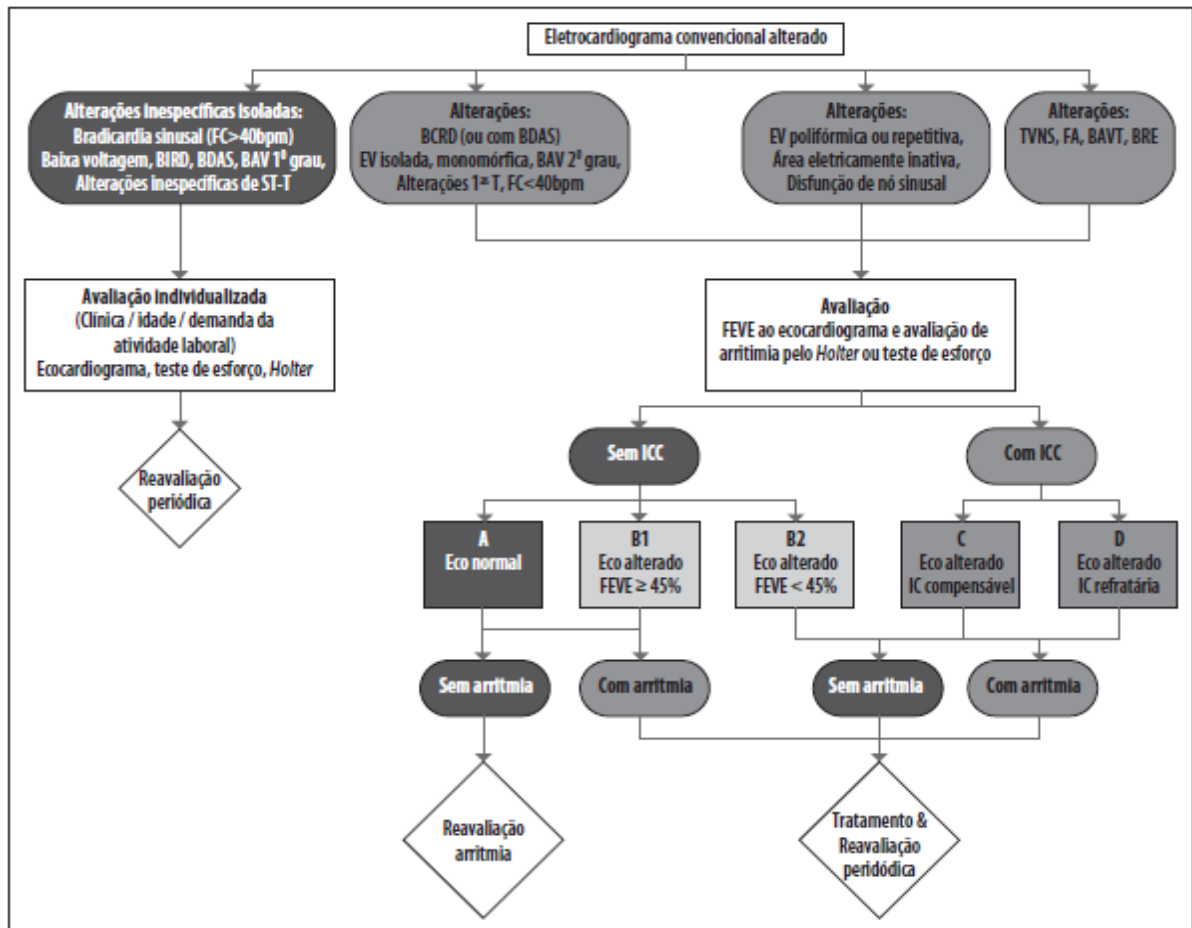 Eletrocardiograma convencional alterado
Alterações inespecíficas isoladas:
Bradicardia sinusal (FC>40bpm)
Baixa voltagem, BIRD, BDAS, BAV 1º grau,
Alterações inespecíficas de ST-T
Alterações:
BCRD (ou com BDAS)
EV isolada, monomórfica, BAV 2º grau,
Alterações 1ªs T, FC<40bpm
Alterações:
EV polifórmica ou repetitiva,
Área eletricamente inativa,
Disfunção de nó sinusal
Alterações:
TVNS, FA, BAVT, BRE
Avaliação individualizada
(Clínica / idade / demanda da
atividade laboral)
Ecocardiograma, teste de esforço, Holter
Avaliação
FEVE ao ecocardiograma e avaliação de
arritimia pelo Holter ou teste de esforço
Reavaliação
periódica
Sem ICC
Com ICC
A
Eco normal
B1
Eco alterado
FEVE ≥ 45%
B2
Eco alterado
FEVE < 45%
C
Eco alterado
IC compensável
D
Eco alterado
IC refratária
Sem arritmia
Com arritmia
Sem arritmia
Com arritmia
Reavaliação
arritmia
Tratamento &
Reavaliação
peridódica